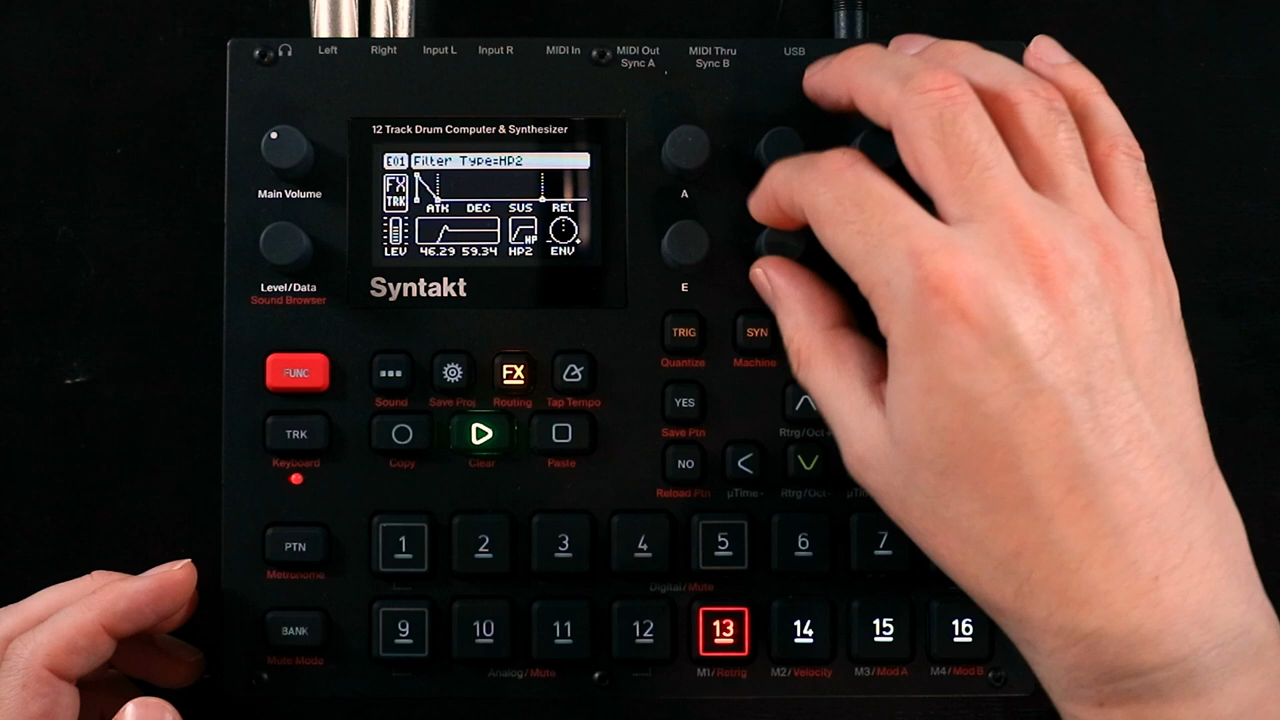 Left Right Input L Input R MIDI In MIDI Out MIDI Thru USB
Sync A Sync B
12 Track Drum Computer & Synthesizer
E01 Filter Type=HP2
FX
TRK
ATK DEC SUS REL
HP
LEV 46.29 59.34 HP2 ENV
Syntakt
Main Volume
Level/Data
Sound Browser
A
E
TRIG SYN
Quantize Machine
FUNC
FX
Sound Save Proj Routing Tap Tempo
YES
Save Ptn Rtrg/Oct+
TRK
Keyboard Copy Clear Paste
NO
Reload Ptn µTime- Rtrg/Oct-
PTN 1 2 3 4 5 6 7
Metronome
Digital/Mute
BANK 9 10 11 12 13 14 15 16
Mute Mode
Analog/Mute M1/Retrig M2/Velocity M3/Mod A M4/Mod B